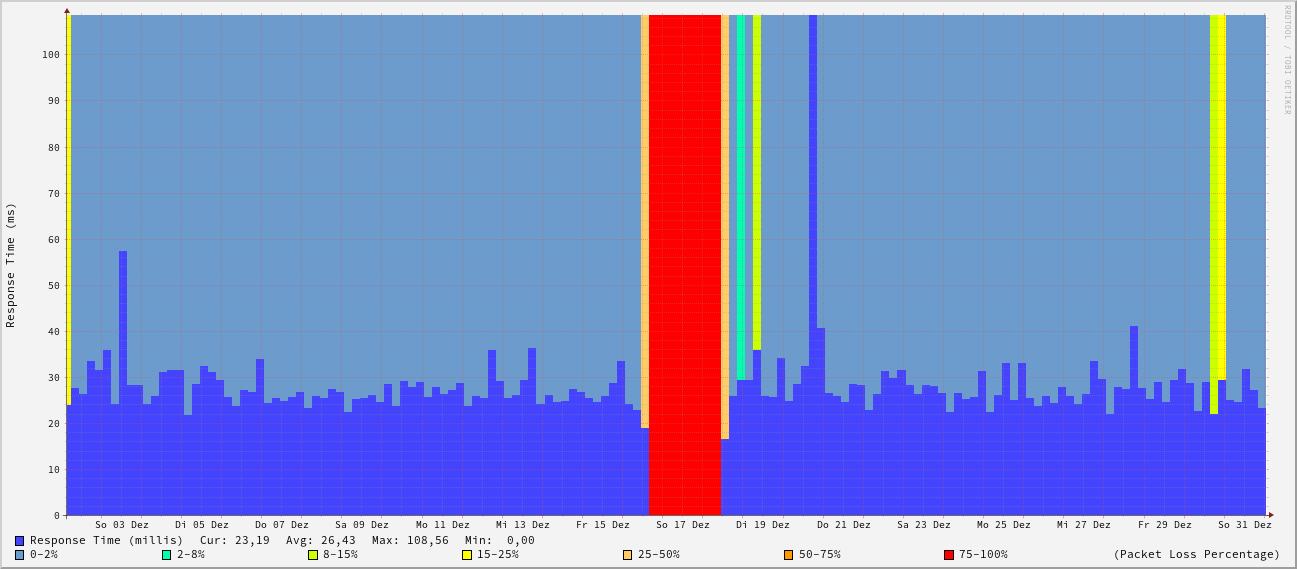 RRDTOOL / TOBI OETIKER
Response Time (ms)
100
90
80
70
60
50
40
30
20
10
0
So 03 Dez Di 05 Dez Do 07 Dez Sa 09 Dez Mo 11 Dez Mi 13 Dez Fr 15 Dez So 17 Dez Di 19 Dez Do 21 Dez Sa 23 Dez Mo 25 Dez Mi 27 Dez Fr 29 Dez So 31 Dez
Response Time (millis) Cur: 23,19 Avg: 26,43 Max: 108,56 Min: 0,00
0-2% 2-8% 8-15% 15-25% 25-50% 50-75% 75-100% (Packet Loss Percentage)